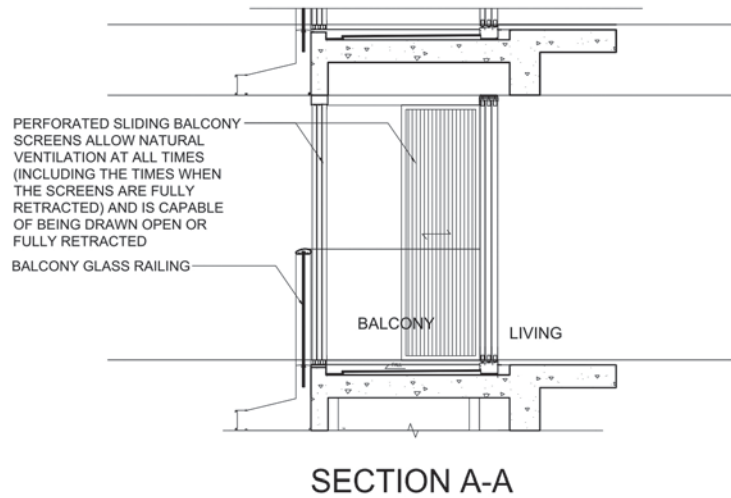 PERFORATED SLIDING BALCONY
SCREENS ALLOW NATURAL
VENTILATION AT ALL TIMES
(INCLUDING THE TIMES WHEN
THE SCREENS ARE FULLY
RETRACTED) AND IS CAPABLE
OF BEING DRAWN OPEN OR
FULLY RETRACTED
BALCONY GLASS RAILING
BALCONY
LIVING
SECTION A-A